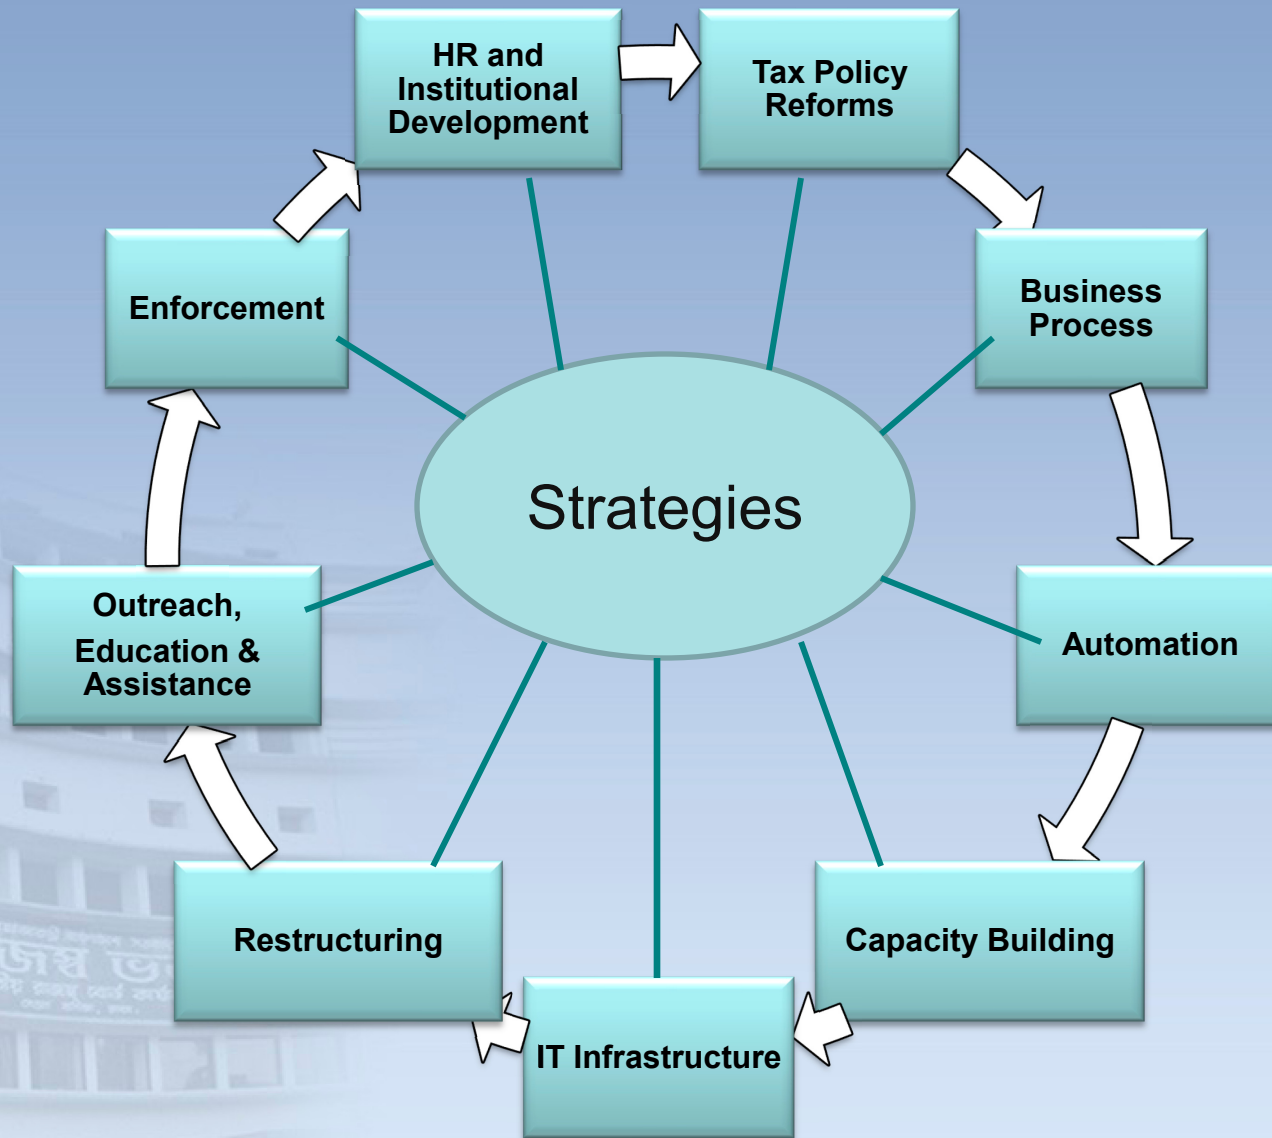 HR and
Institutional
Development
Tax Policy
Reforms
Business
Process
Enforcement
Strategies
Outreach,
Education &
Assistance
Automation
Restructuring
Capacity Building
IT Infrastructure